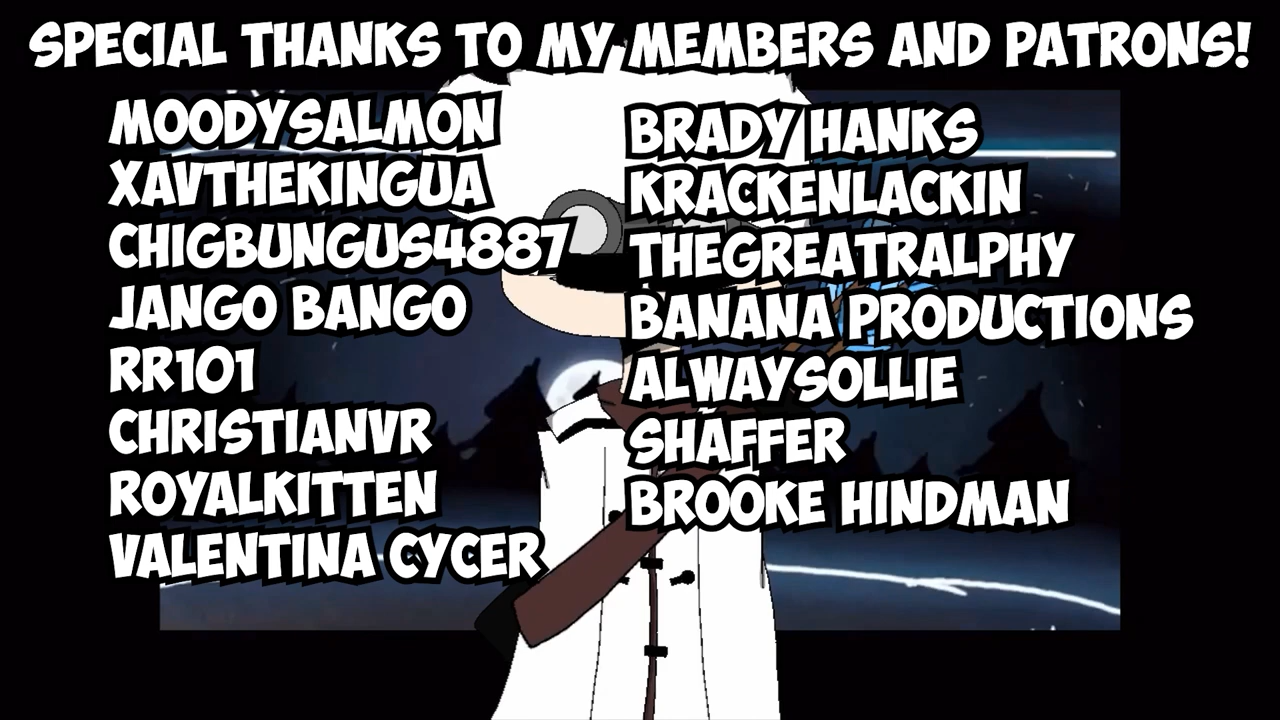 SPECIAL THANKS TO MY MEMBERS AND PATRONS!
MOODYSALMON
XAVTHEKINGUA
CHIGBUNGUS4887
JANGO BANGO
RR101
CHRISTIANVR
ROYALKITTEN
VALENTINA CYCER
BRADY HANKS
KRACKENLACKIN
THEGREATRALPHY
BANANA PRODUCTIONS
ALWAYSOLLIE
SHAFFER
BROOKE HINDMAN